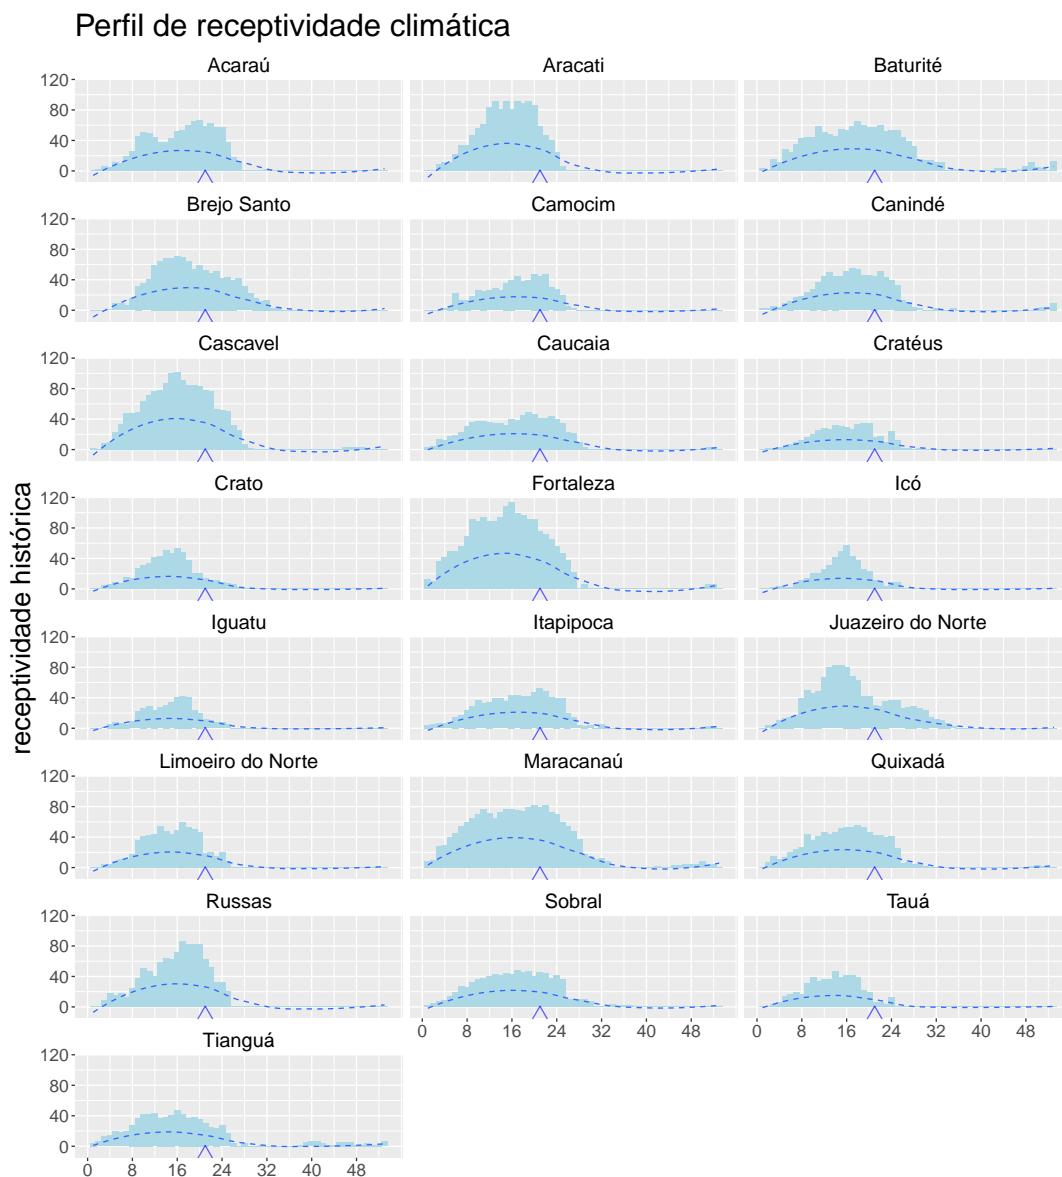 Perfil de receptividade climática
Acaraú Aracati Baturité
120
80
40
0
Brejo Santo Camocim Canindé
120
80
40
0
Cascavel Caucaia Cratéus
120
80
40
0
Crato Fortaleza Icó
120
80
40
0
Iguatu Itapipoca Juazeiro do Norte
120
80
40
0
Limoeiro do Norte Maracanaú Quixadá
120
80
40
0
Russas Sobral Tauá
120
80
40
0
0 8 16 24 32 40 48 0 8 16 24 32 40 48
Tianguá
120
80
40
0
0 8 16 24 32 40 48
receptividade histórica